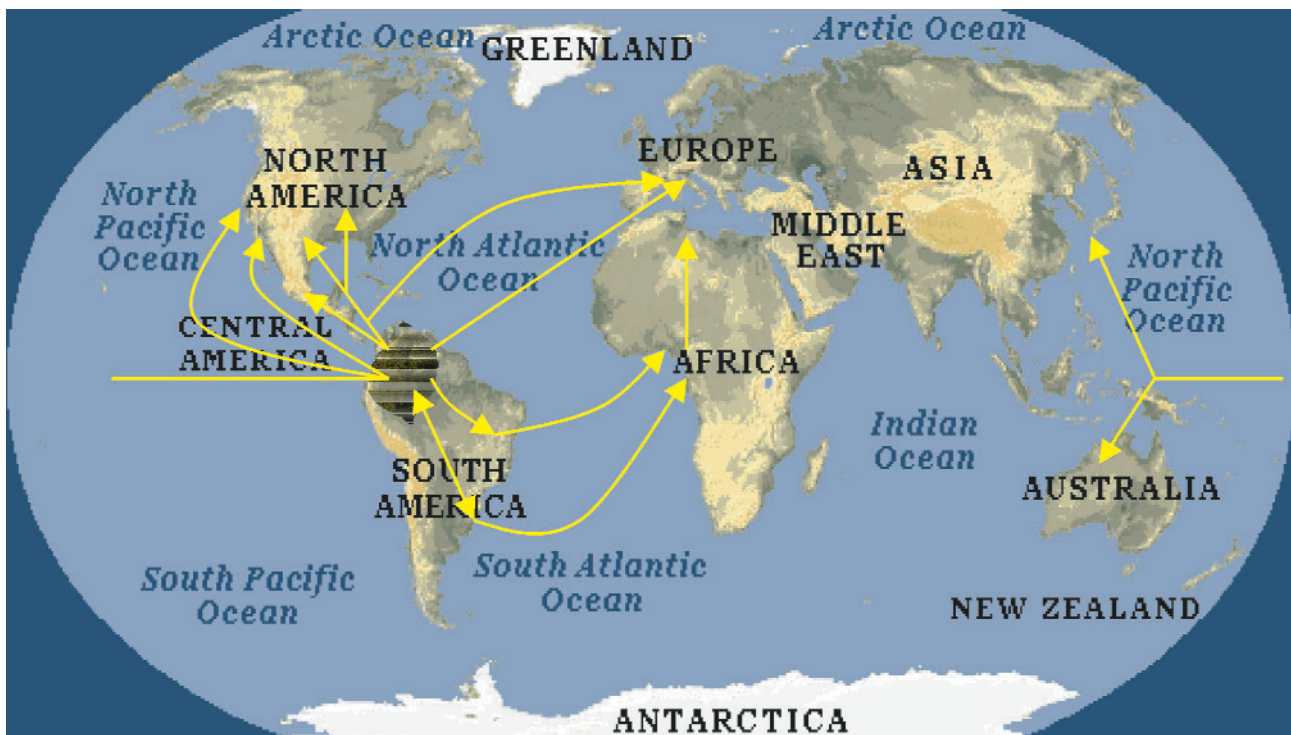 Arctic Ocean
Arctic Ocean
GREENLAND
NORTH
AMERICA
EUROPE
ASIA
North
Pacific
Ocean
North Atlantic
Ocean
MIDDLE
EAST
North
Pacific
Ocean
CENTRAL
AMERICA
AFRICA
Indian
Ocean
SOUTH
AMERICA
AUSTRALIA
South Pacific
Ocean
South Atlantic
Ocean
NEW ZEALAND
ANTARCTICA